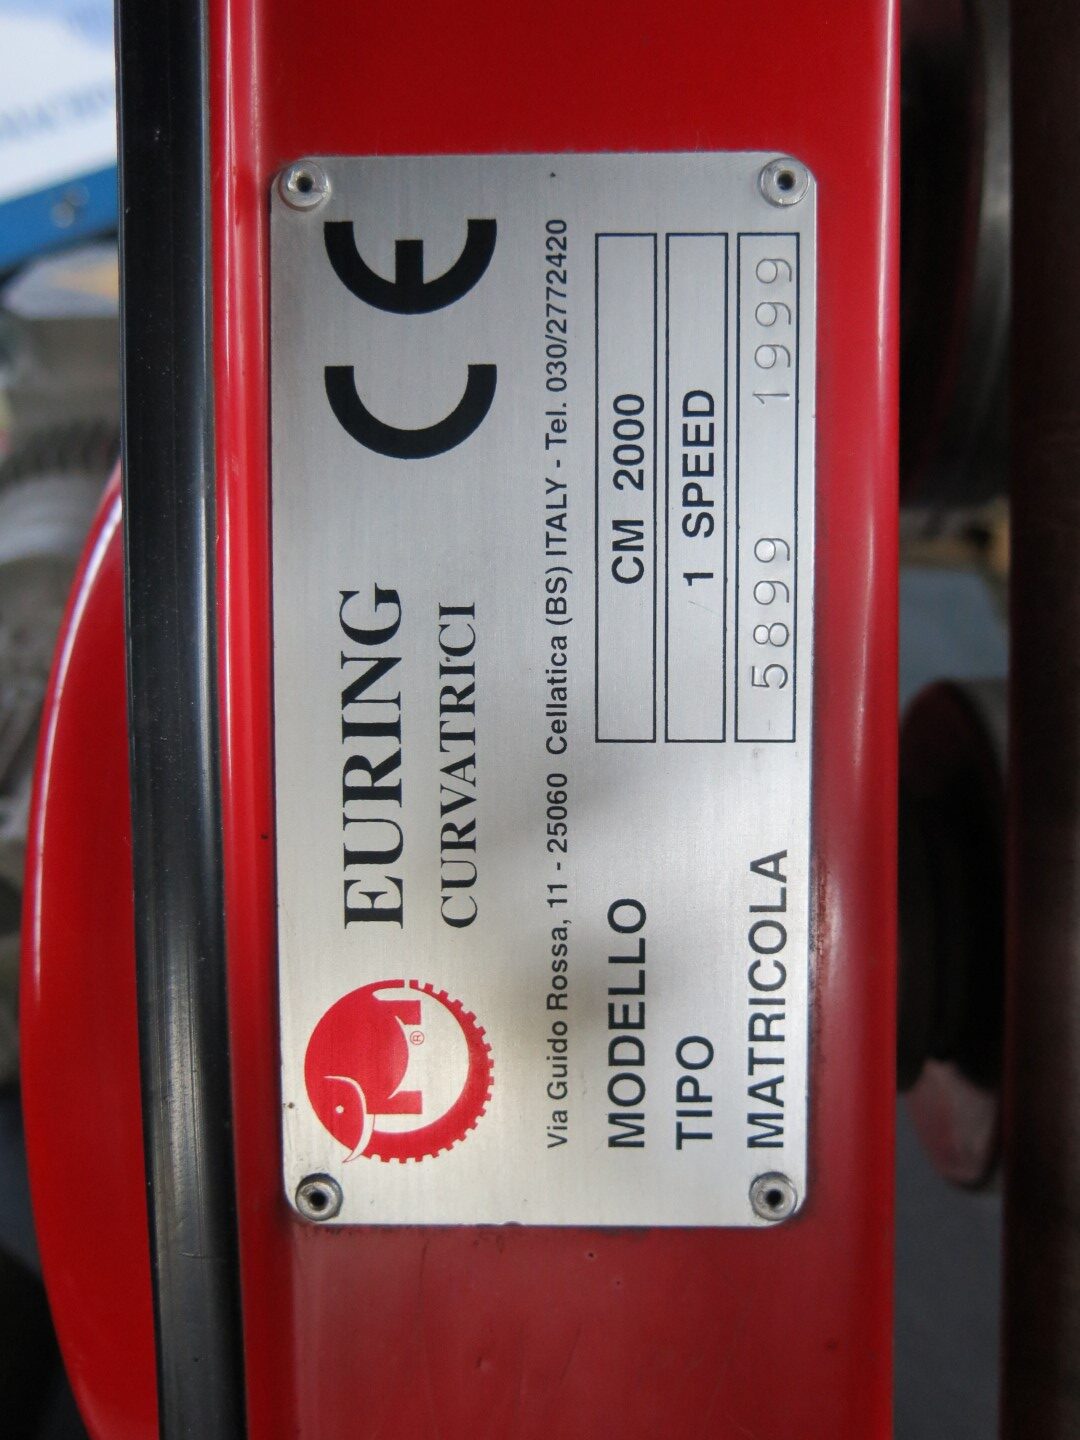 EURING
CURVATRICI
CE
®
Via Guido Rossa, 11 - 25060 Cellatica (BS) ITALY - Tel. 030/2772420
MODELLO CM 2000
TIPO 1 SPEED
MATRICOLA 5899 1999